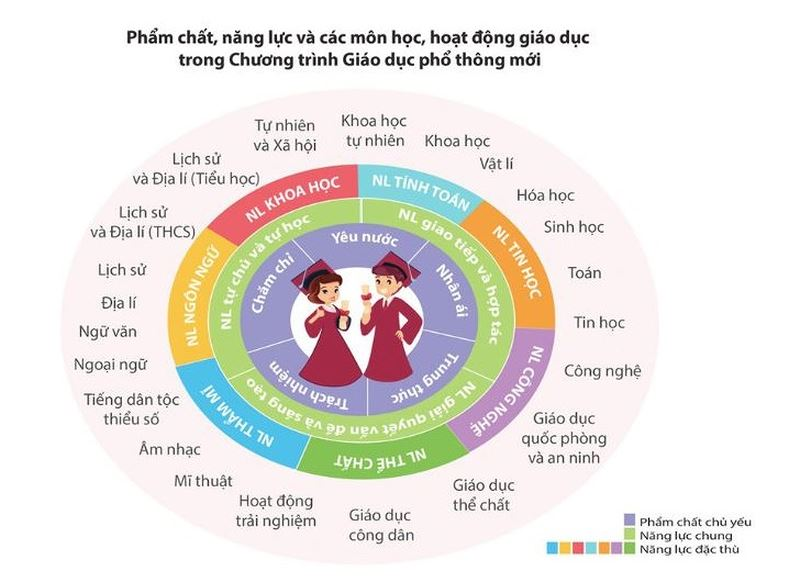 Phẩm chất, năng lực và các môn học, hoạt động giáo dục
trong Chương trình Giáo dục phổ thông mới
Tự nhiên
và Xã hội
Khoa học
tự nhiên
Khoa học
Vật lí
Hóa học
Sinh học
Toán
Tin học
Công nghệ
Giáo dục
quốc phòng
và an ninh
Giáo dục
thể chất
Giáo dục
công dân
Hoạt động
trải nghiệm
Mĩ thuật
Âm nhạc
Tiếng dân tộc
thiểu số
Ngoại ngữ
Ngữ văn
Địa lí
Lịch sử
Lịch sử
và Địa lí (THCS)
Lịch sử
và Địa lí (Tiểu học)
NL KHOA HỌC
NL TÍNH TOÁN
NL TIN HỌC
NL CÔNG NGHỆ
NL THỂ CHẤT
NL THẨM MĨ
NL NGÔN NGỮ
NL tự chủ và tự học
NL giao tiếp và hợp tác
NL giải quyết vấn đề và sáng tạo
Yêu nước
Nhân ái
Trung thực
Trách nhiệm
Chăm chỉ
Phẩm chất chủ yếu
Năng lực chung
Năng lực đặc thù